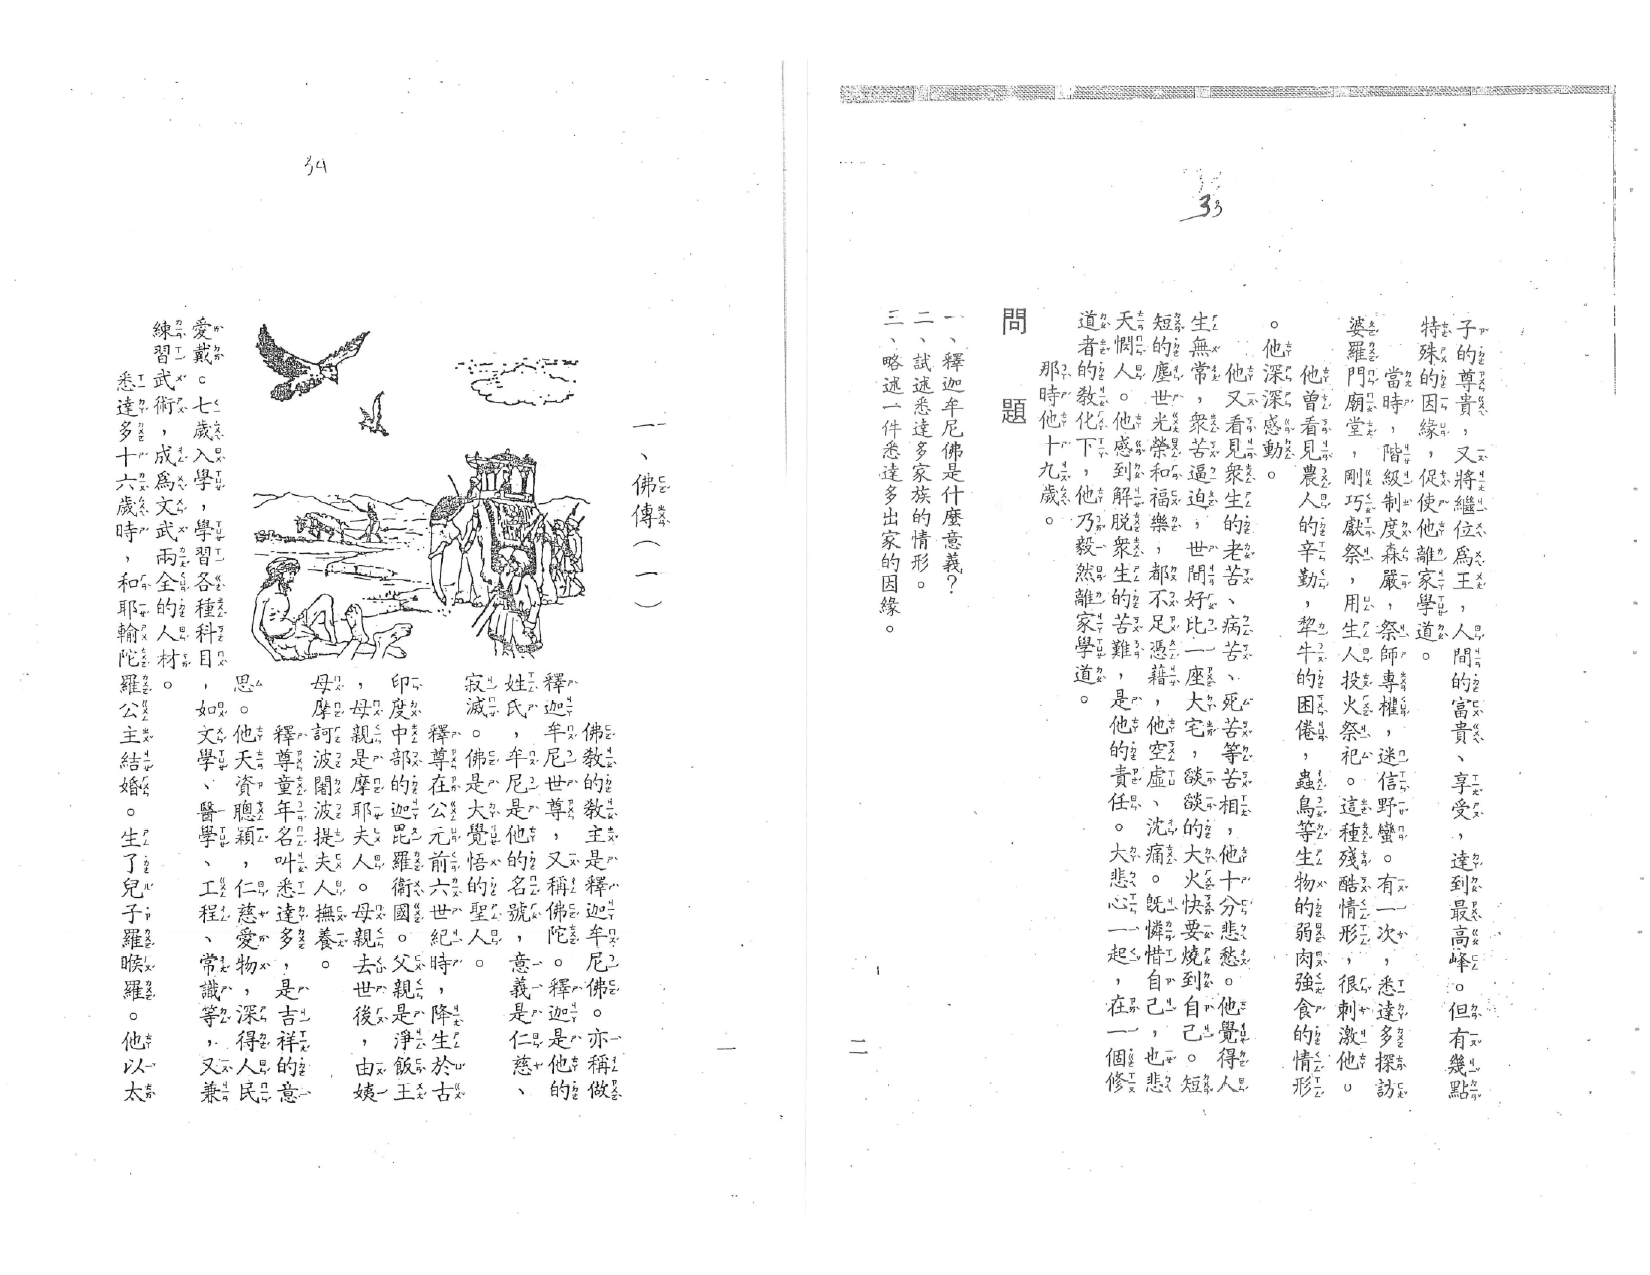 34
一、佛傳(一)
佛教的教主是釋迦牟尼佛。亦稱做
釋迦牟尼世尊,又稱佛陀。釋迦是他的
姓氏,牟尼是他的名號,意義是仁慈、
寂滅。佛是大覺悟的聖人。
釋尊在公元前六世紀時,降生於古
印度中部的迦毘羅衞國。父親是淨飯王
,母親是摩耶夫人。母親去世後,由姨
母摩訶波闍波提夫人撫養。
釋尊童年名叫悉達多,是吉祥的意
思。他天資聰穎,仁慈愛物,深得人民
愛戴。七歲入學,學習各種科目,如文學、醫學、工程、常識等,又兼
練習武術,成爲文武兩全的人材。
悉達多十六歲時,和耶輸陀羅公主結婚。生了兒子羅睺羅。他以太
一
33
子的尊貴,又將繼位爲王,人間的富貴、享受,達到最高峰。但有幾點
特殊的因緣,促使他離家學道。
當時,階級制度森嚴,祭師專權,迷信野蠻。有一次,悉達多探訪
婆羅門廟堂,剛巧獻祭,用生人投火祭祀。這種殘酷情形,很刺激他。
他曾看見農人的辛勤,犂牛的困倦,蟲鳥等生物的弱肉強食的情形
。他深深感動。
他又看見衆生的老苦、病苦、死苦等苦相,他十分悲愁。他覺得人
生無常,衆苦逼迫,世間好比一座大宅,燄燄的大火快要燒到自己。短
短的塵世光榮和福樂,都不足憑藉,他空虛、沈痛。旣憐惜自己,也悲
天憫人。他感到解脫衆生的苦難,是他的責任。大悲心一起,在一個修
道者的教化下,他乃毅然離家學道。
那時他十九歲。
問題
一、釋迦牟尼佛是什麼意義?
二、試述悉達多家族的情形。
三、略述一件悉達多出家的因緣。
二